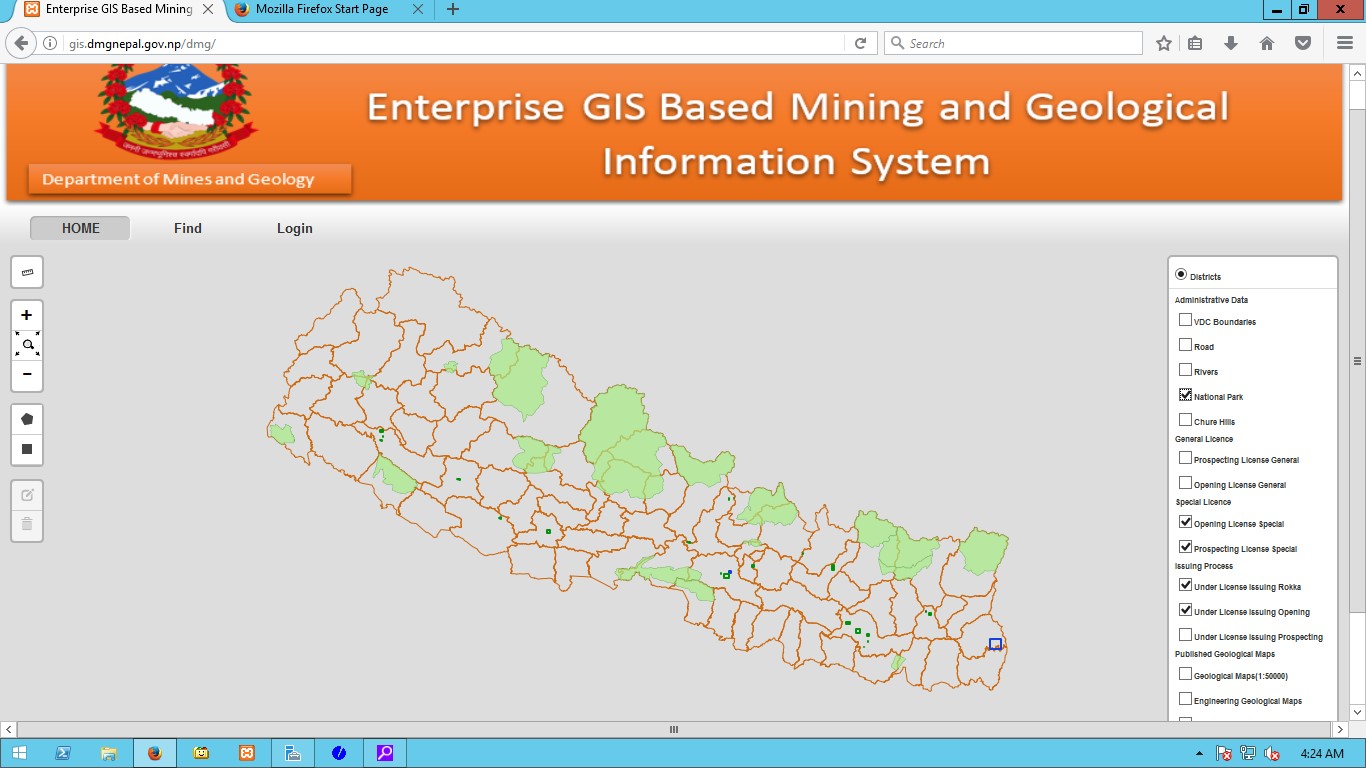 Enterprise GIS Based Mining
Mozilla Firefox Start Page
gis.dmgnepal.gov.np/dmg/
Search
Enterprise GIS Based Mining and Geological
Information System
Department of Mines and Geology
HOME
Find
Login
Districts
Administrative Data
VDC Boundaries
Road
Rivers
National Park
Chure Hills
General Licence
Prospecting License General
Opening License General
Special Licence
Opening License Special
Prospecting License Special
Issuing Process
Under License Issuing Rokka
Under License Issuing Opening
Under License Issuing Prospecting
Published Geological Maps
Geological Maps(1:50000)
Engineering Geological Maps
4:24 AM